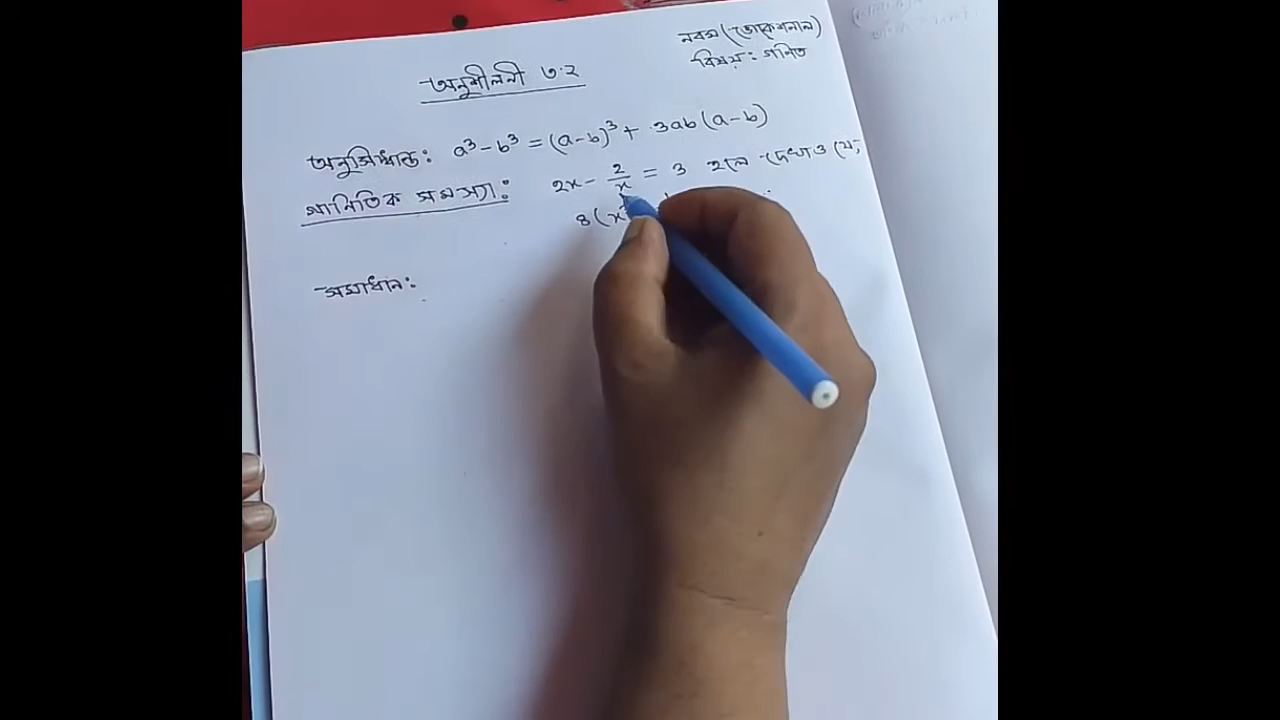 নবম (ভোকেশনাল)
বিষয়: গণিত
অনুশীলনী ৩.২
অনুসিদ্ধান্ত: a³ - b³ = (a-b)³ + 3ab(a-b)
গাণিতিক সমস্যা: 2x - 2/x = 3 হলে দেখাও যে,
8(x
সমাধান: